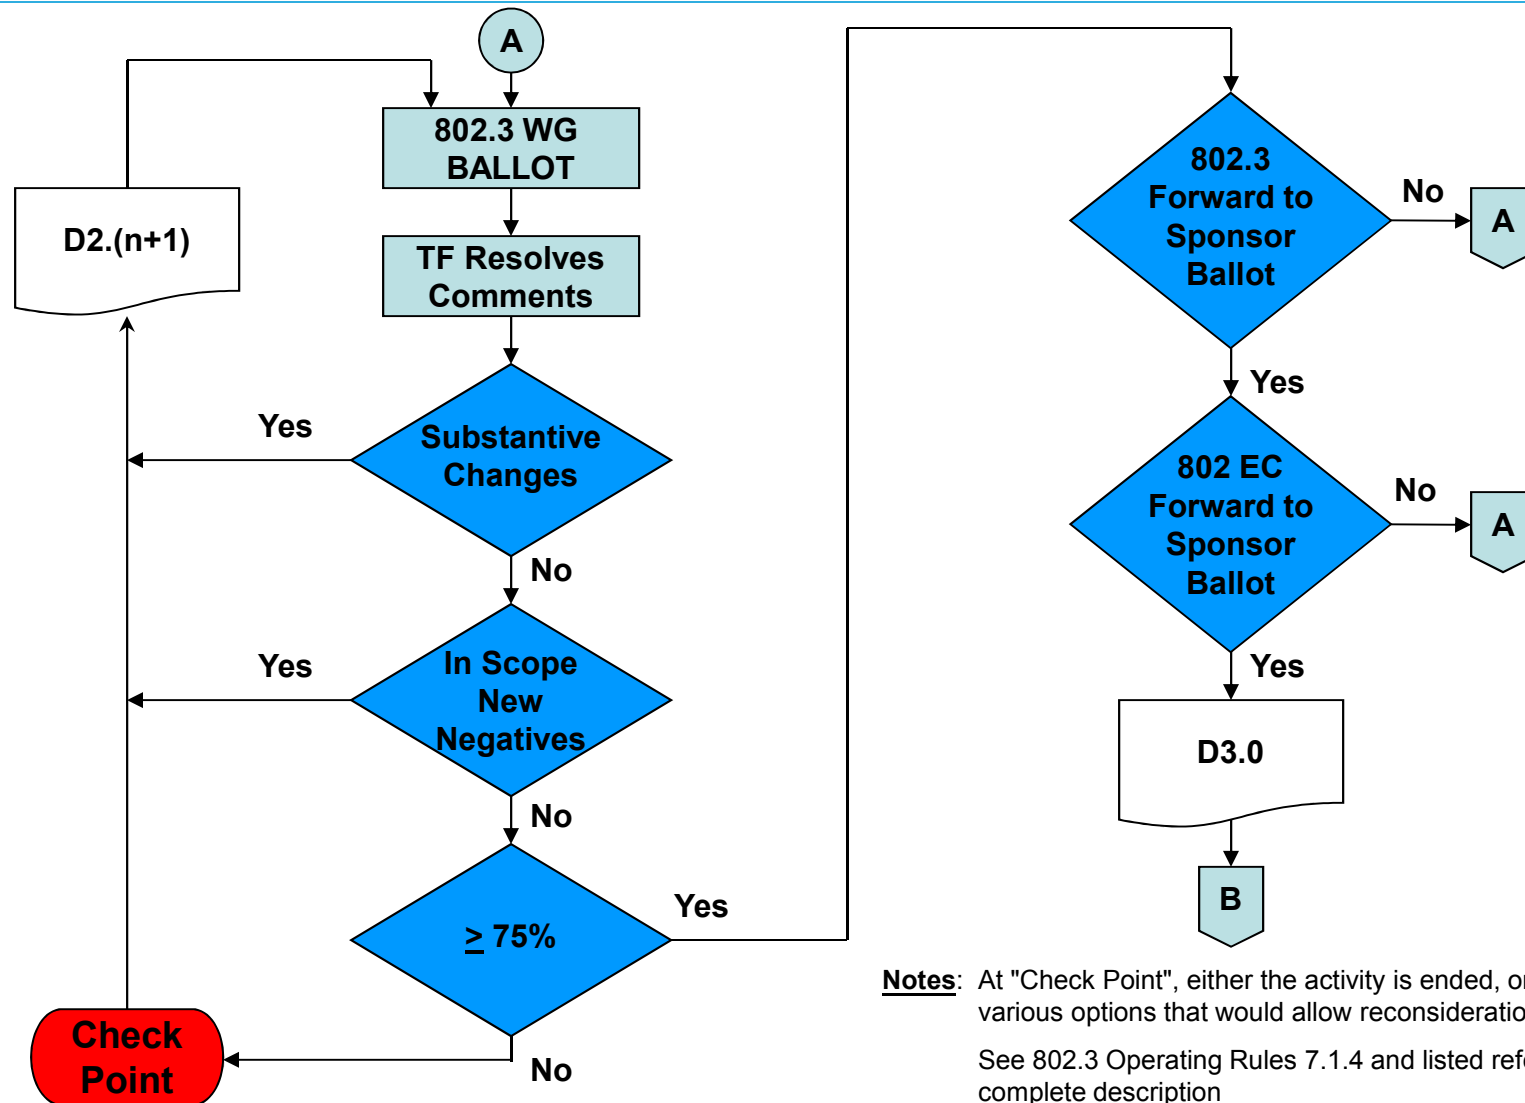 A
802.3 WG
BALLOT
D2.(n+1)
TF Resolves
Comments
Yes
Substantive
Changes
No
Yes
In Scope
New
Negatives
No
≥ 75%
Yes
No
Check
Point
802.3
Forward to
Sponsor
Ballot
No
A
Yes
802 EC
Forward to
Sponsor
Ballot
No
A
Yes
D3.0
B
Notes: At "Check Point", either the activity is ended, or
various options that would allow reconsideratio
See 802.3 Operating Rules 7.1.4 and listed refe
complete description